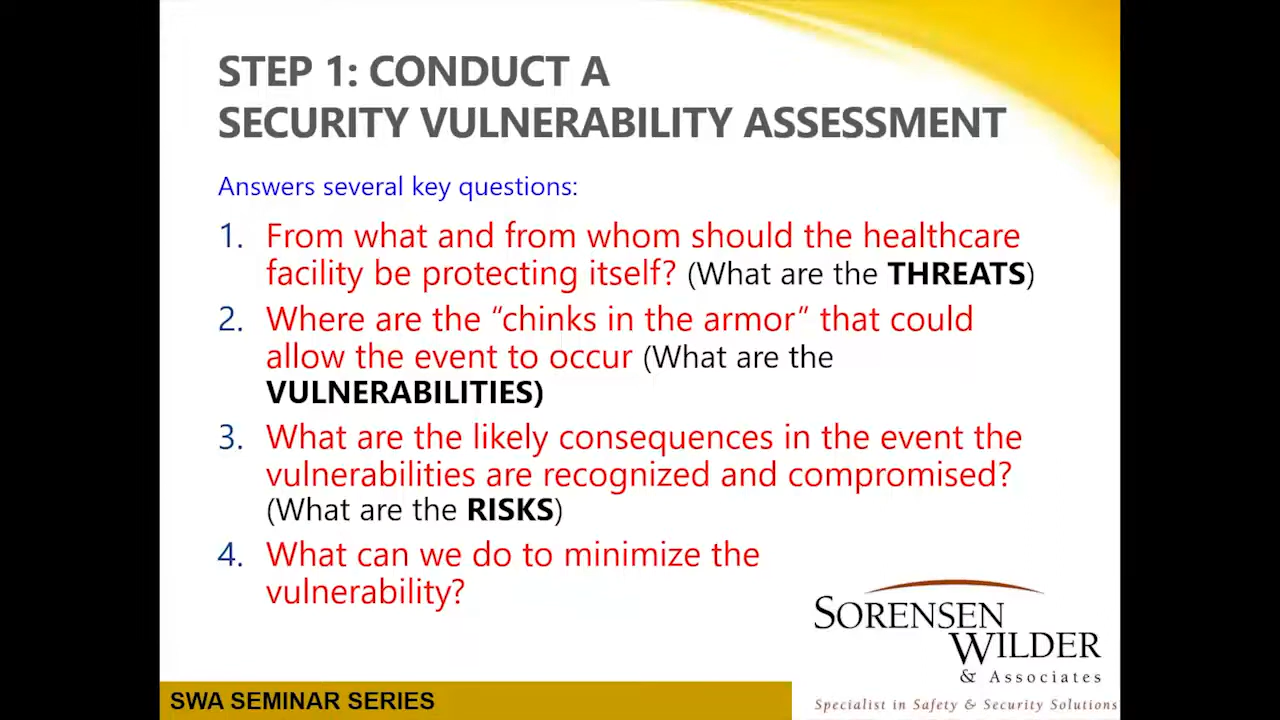 STEP 1: CONDUCT A
SECURITY VULNERABILITY ASSESSMENT
Answers several key questions:
1. From what and from whom should the healthcare
facility be protecting itself? (What are the THREATS)
2. Where are the “chinks in the armor” that could
allow the event to occur (What are the
VULNERABILITIES)
3. What are the likely consequences in the event the
vulnerabilities are recognized and compromised?
(What are the RISKS)
4. What can we do to minimize the
vulnerability?
SORENSEN
WILDER
& Associates
Specialist in Safety & Security Solutions
SWA SEMINAR SERIES